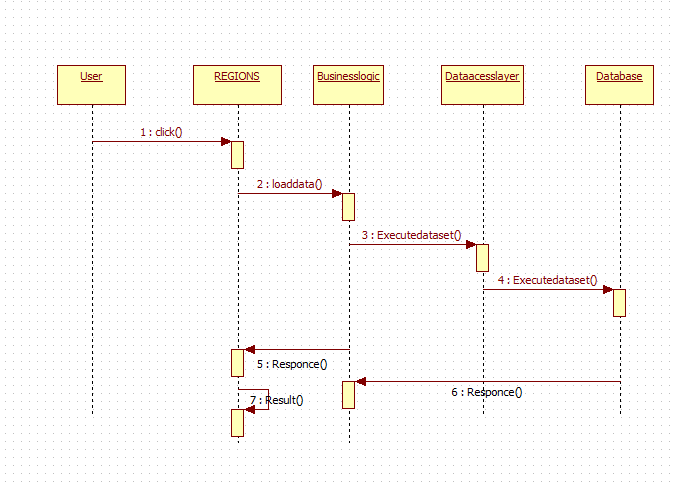 User
REGIONS
Businesslogic
Dataacesslayer
Database
1 : click()
2 : loaddata()
3 : Executedataset()
4 : Executedataset()
5 : Responce()
6 : Responce()
7 : Result()